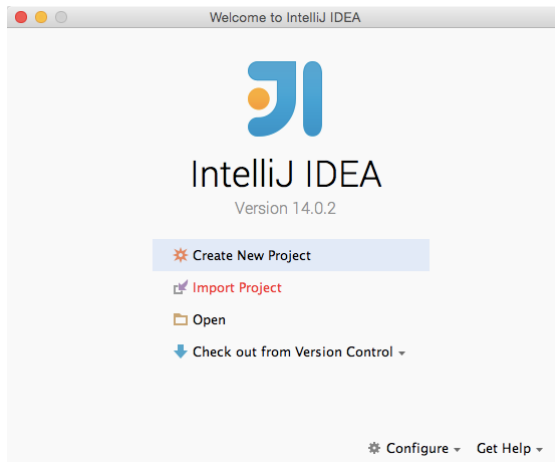 Welcome to IntelliJ IDEA
IntelliJ IDEA
Version 14.0.2
Create New Project
Import Project
Open
Check out from Version Control
Configure Get Help